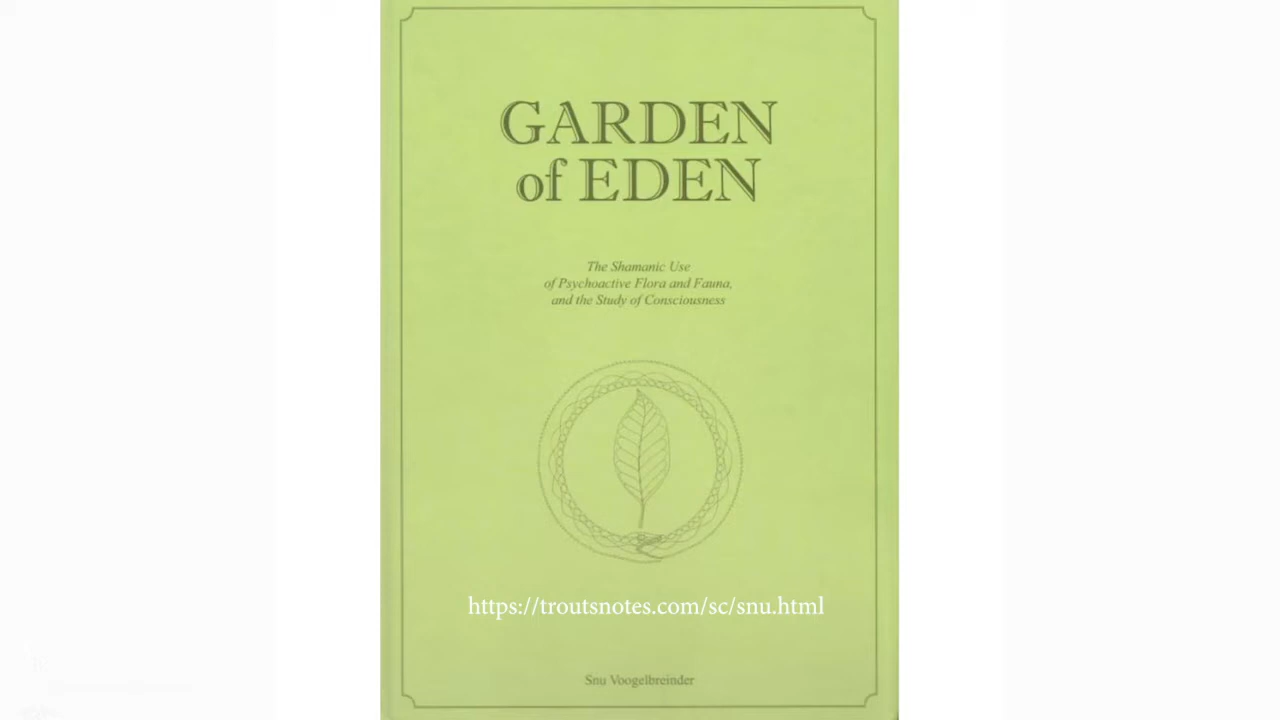 GARDEN
of EDEN
The Shamanic Use
of Psychoactive Flora and Fauna,
and the Study of Consciousness
https://troutsnotes.com/sc/snu.html
Snu Voogelbreinder